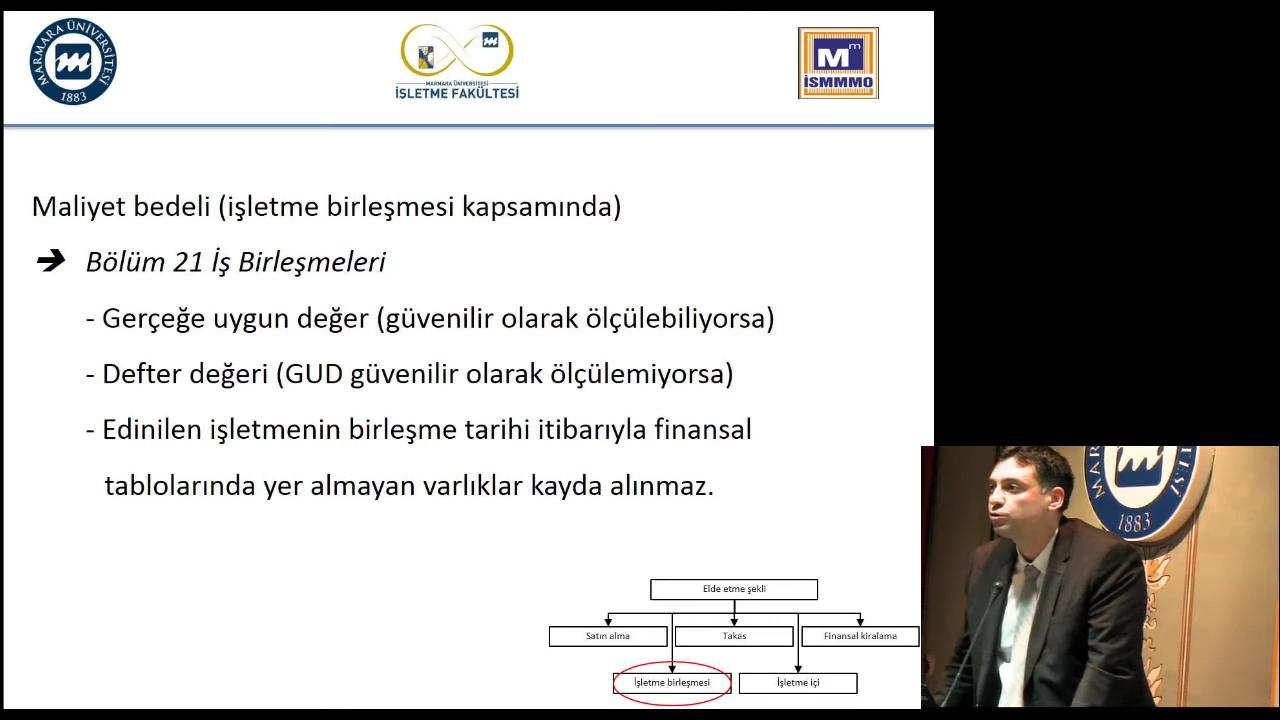 MARMARA ÜNİVERSİTESİ
1883
MARMARA ÜNİVERSİTESİ
İŞLETME FAKÜLTESİ
Mm
İSMMMO
Maliyet bedeli (işletme birleşmesi kapsamında)
➔ Bölüm 21 İş Birleşmeleri
- Gerçeğe uygun değer (güvenilir olarak ölçülebiliyorsa)
- Defter değeri (GUD güvenilir olarak ölçülemiyorsa)
- Edinilen işletmenin birleşme tarihi itibarıyla finansal
tablolarında yer almayan varlıklar kayda alınmaz.
Elde etme şekli
Satın alma
Takas
Finansal kiralama
İşletme birleşmesi
İşletme içi
1883